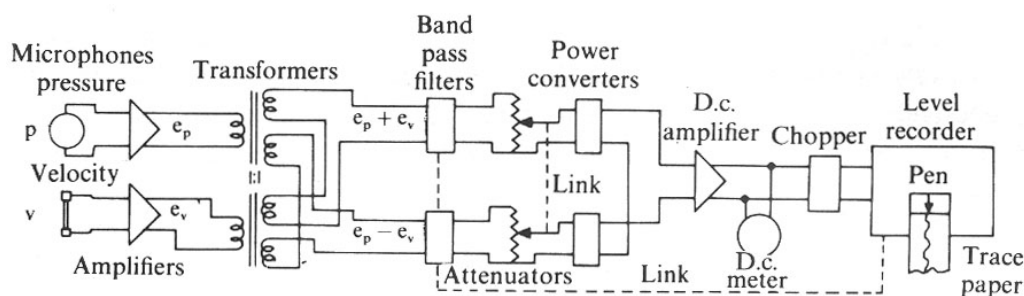 Microphones
pressure
p
Velocity
v
Amplifiers
e_p
e_v
Transformers
1:1
Band
pass
filters
e_p + e_v
e_p − e_v
Attenuators
Power
converters
Link
D.c.
amplifier
Chopper
D.c.
meter
Link
Level
recorder
Pen
Trace
paper